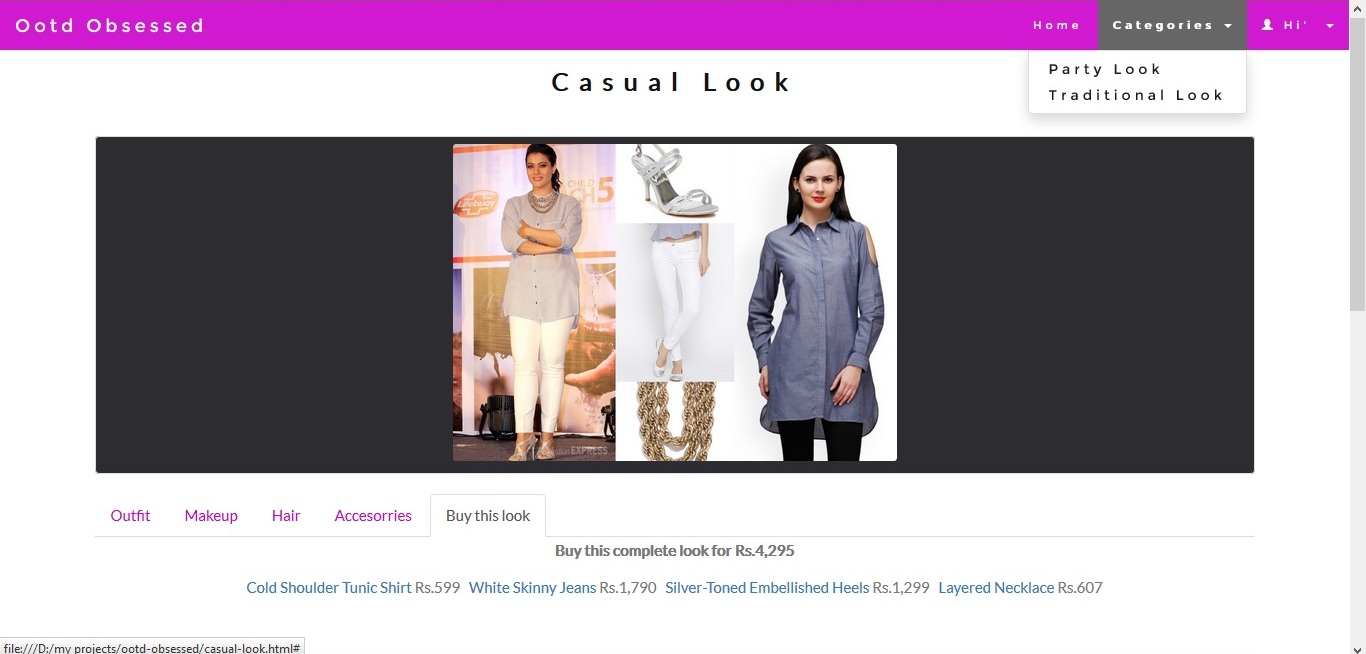 Ootd Obsessed
Home
Categories
Hi'
Party Look
Traditional Look
Casual Look
Lifebuoy
CHILD
5
EXPRESS
Outfit
Makeup
Hair
Accesorries
Buy this look
Buy this complete look for Rs.4,295
Cold Shoulder Tunic Shirt Rs.599 White Skinny Jeans Rs.1,790 Silver-Toned Embellished Heels Rs.1,299 Layered Necklace Rs.607
file:///D:/my projects/ootd-obsessed/casual-look.html#